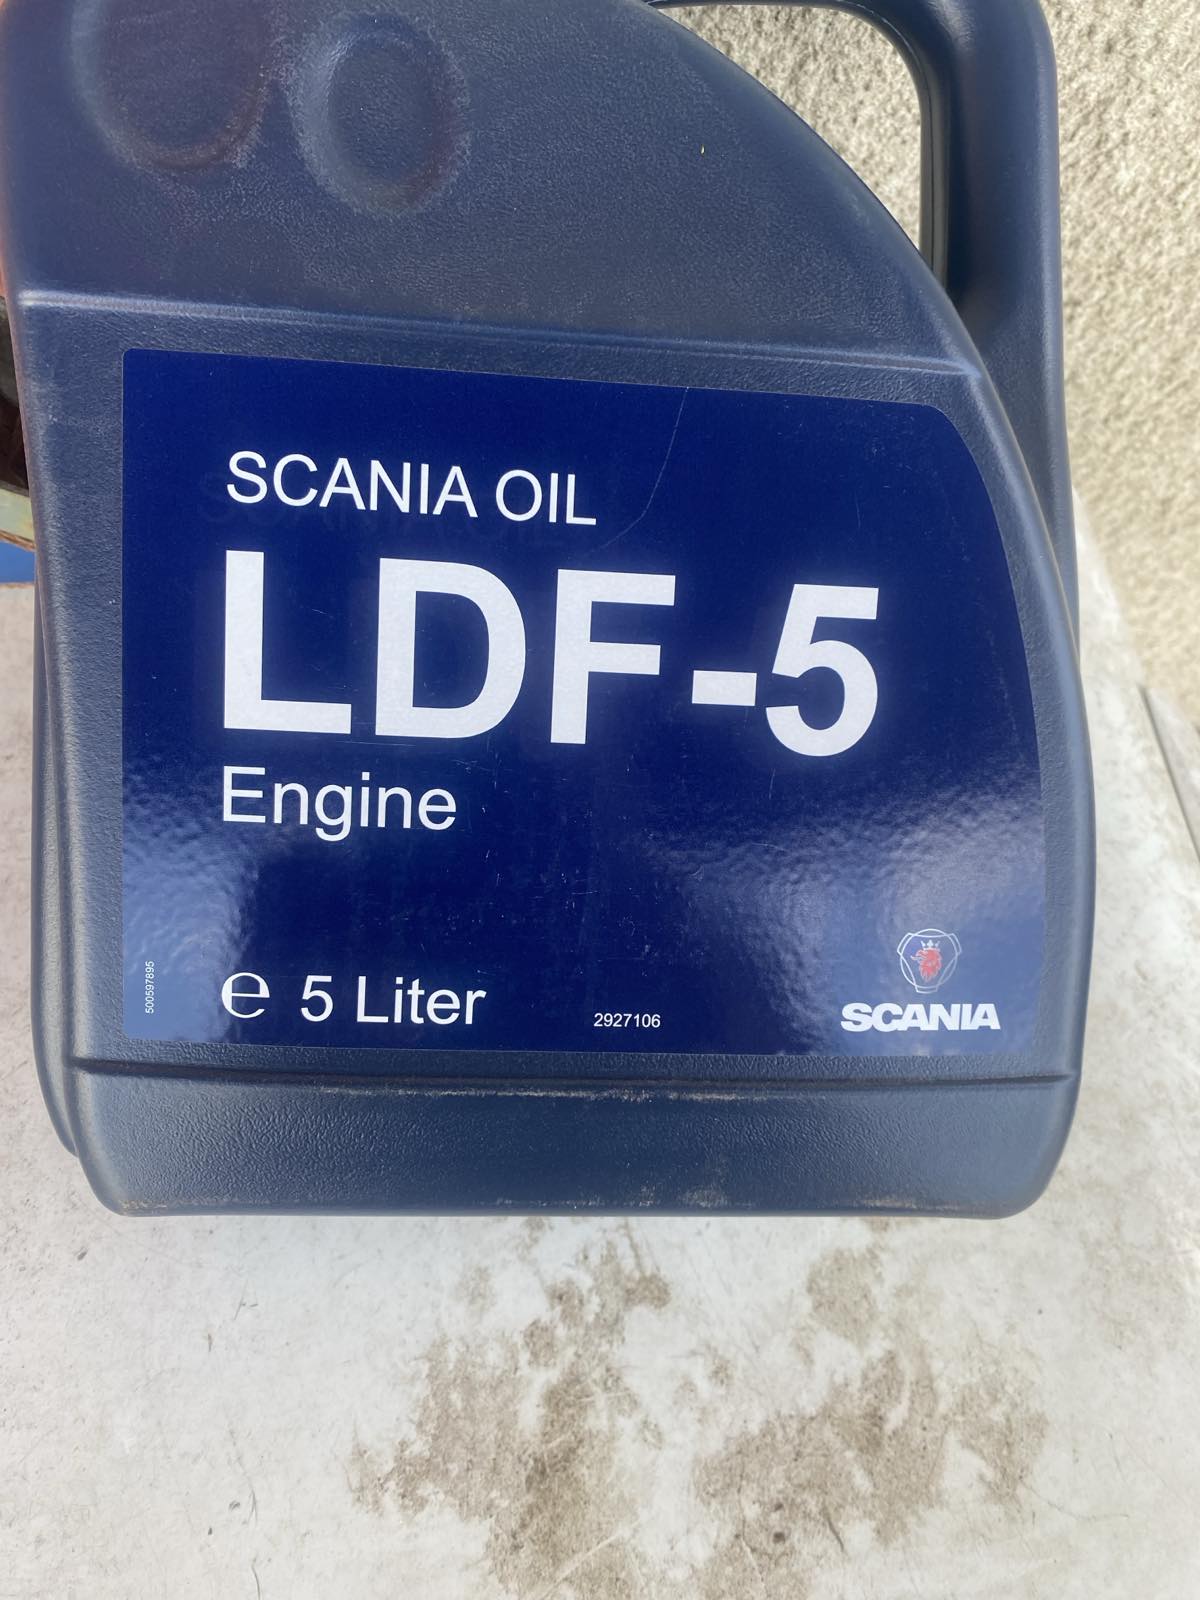 SCANIA OIL
LDF-5
Engine
500597895
℮ 5 Liter
2927106
SCANIA